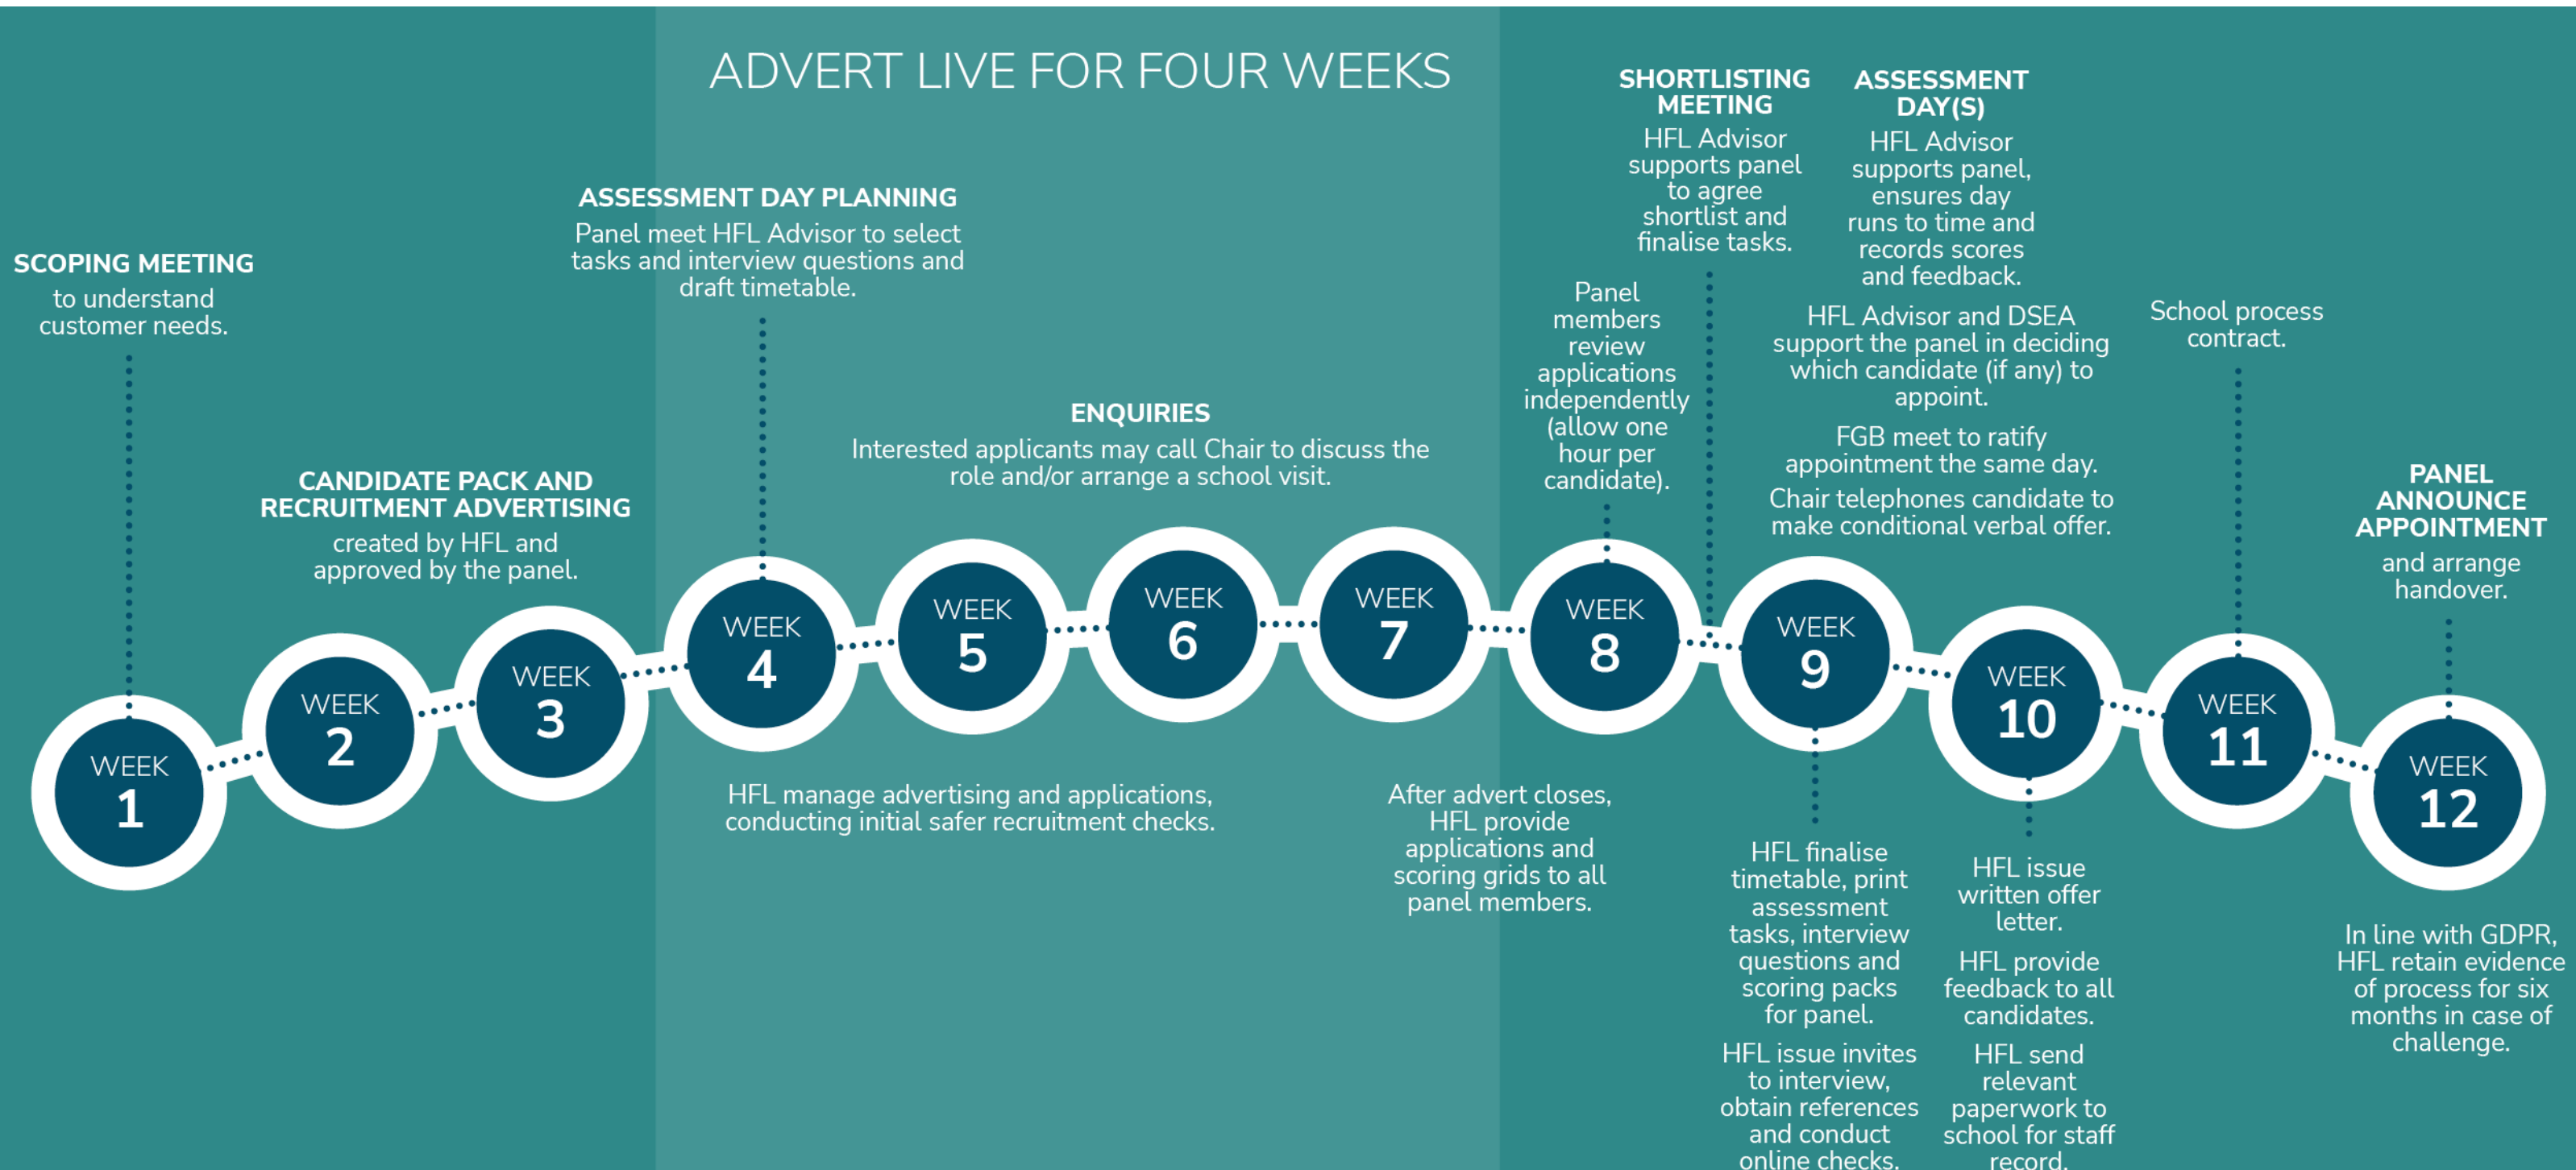 ADVERT LIVE FOR FOUR WEEKS
SCOPING MEETING
to understand
customer needs.
CANDIDATE PACK AND
RECRUITMENT ADVERTISING
created by HFL and
approved by the panel.
ASSESSMENT DAY PLANNING
Panel meet HFL Advisor to select
tasks and interview questions and
draft timetable.
ENQUIRIES
Interested applicants may call Chair to discuss the
role and/or arrange a school visit.
Panel
members
review
applications
independently
(allow one
hour per
candidate).
SHORTLISTING
MEETING
HFL Advisor
supports panel
to agree
shortlist and
finalise tasks.
ASSESSMENT
DAY(S)
HFL Advisor
supports panel,
ensures day
runs to time and
records scores
and feedback.
HFL Advisor and DSEA
support the panel in deciding
which candidate (if any) to
appoint.
FGB meet to ratify
appointment the same day.
Chair telephones candidate to
make conditional verbal offer.
School process
contract.
PANEL
ANNOUNCE
APPOINTMENT
and arrange
handover.
WEEK
1
WEEK
2
WEEK
3
WEEK
4
WEEK
5
WEEK
6
WEEK
7
WEEK
8
WEEK
9
WEEK
10
WEEK
11
WEEK
12
HFL manage advertising and applications,
conducting initial safer recruitment checks.
After advert closes,
HFL provide
applications and
scoring grids to all
panel members.
HFL finalise
timetable, print
assessment
tasks, interview
questions and
scoring packs
for panel.
HFL issue invites
to interview,
obtain references
and conduct
online checks.
HFL issue
written offer
letter.
HFL provide
feedback to all
candidates.
HFL send
relevant
paperwork to
school for staff
record.
In line with GDPR,
HFL retain evidence
of process for six
months in case of
challenge.